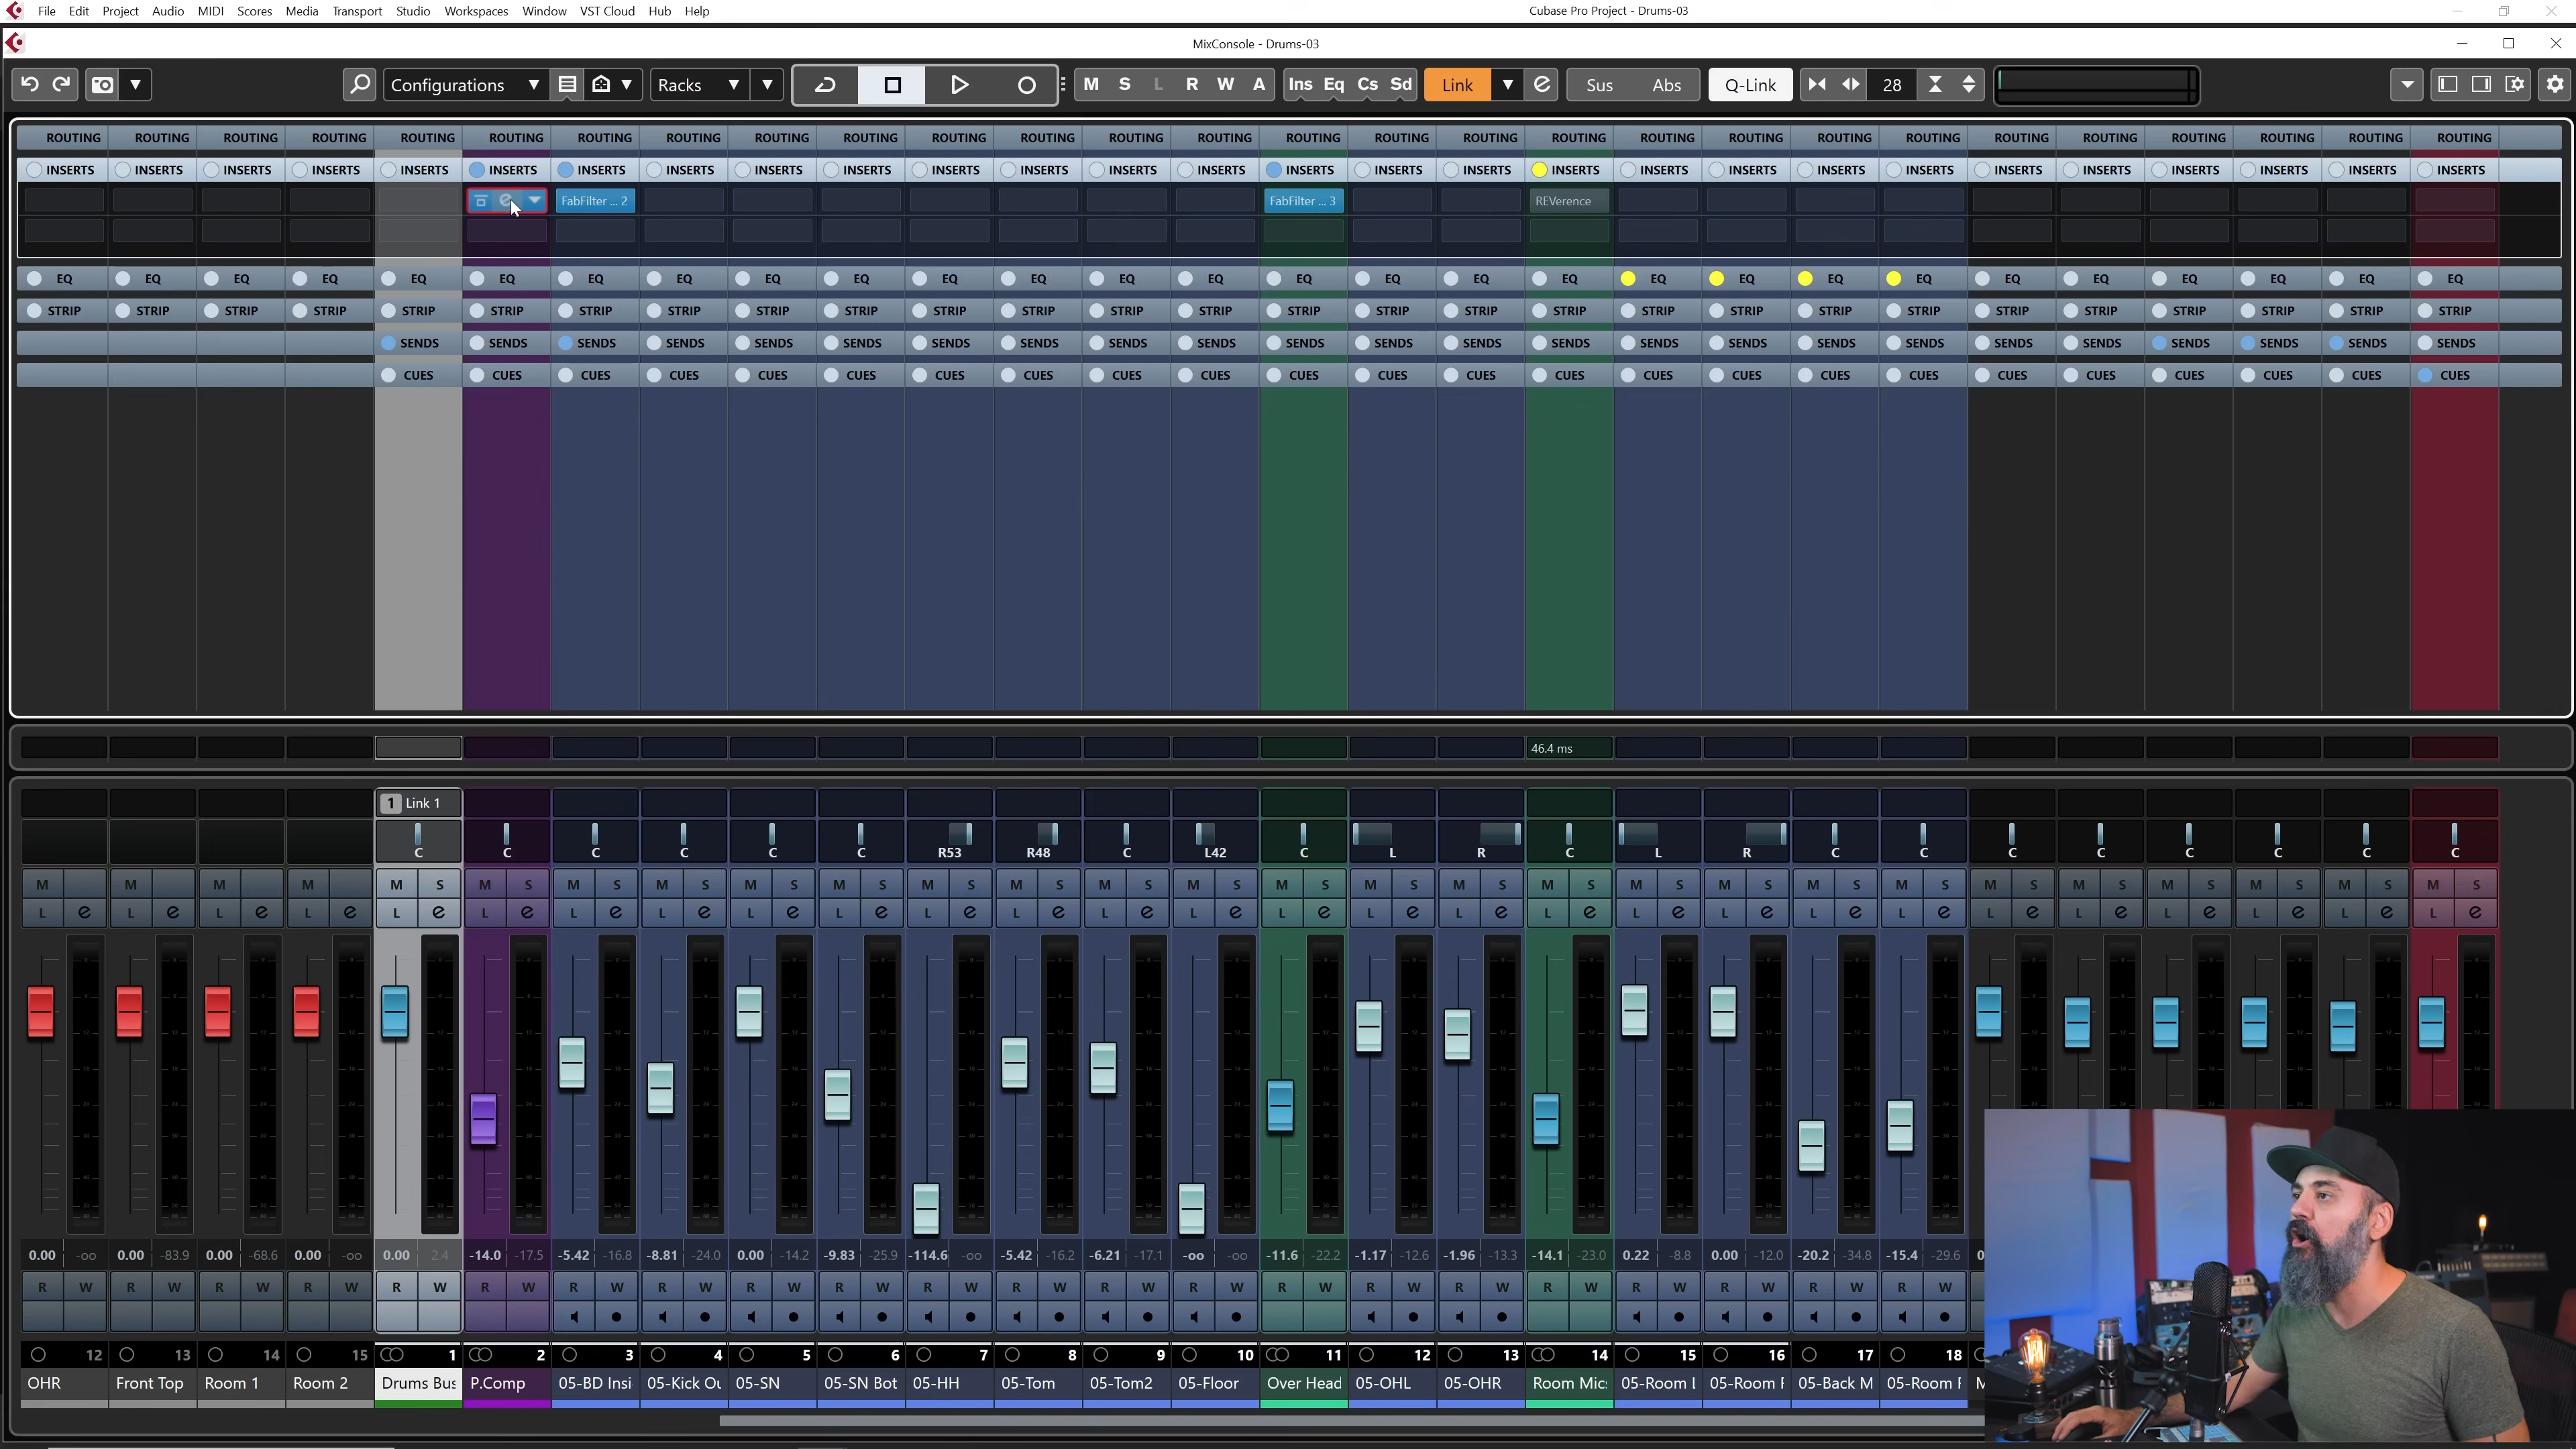 File Edit Project Audio MIDI Scores Media Transport Studio Workspaces Window VST Cloud Hub Help Cubase Pro Project - Drums-03
MixConsole - Drums-03
Configurations Racks M S L R W A Ins Eq Cs Sd Link Sus Abs Q-Link 28
ROUTING ROUTING ROUTING ROUTING ROUTING ROUTING ROUTING ROUTING ROUTING ROUTING ROUTING ROUTING ROUTING ROUTING ROUTING ROUTING ROUTING ROUTING ROUTING ROUTING ROUTING ROUTING ROUTING ROUTING ROUTING ROUTING ROUTING ROUTING
INSERTS INSERTS INSERTS INSERTS INSERTS INSERTS INSERTS INSERTS INSERTS INSERTS INSERTS INSERTS INSERTS INSERTS INSERTS INSERTS INSERTS INSERTS INSERTS INSERTS INSERTS INSERTS INSERTS INSERTS INSERTS INSERTS INSERTS INSERTS
FabFilter ... 2 FabFilter ... 3 REVerence
EQ EQ EQ EQ EQ EQ EQ EQ EQ EQ EQ EQ EQ EQ EQ EQ EQ EQ EQ EQ EQ EQ EQ EQ EQ EQ EQ EQ
STRIP STRIP STRIP STRIP STRIP STRIP STRIP STRIP STRIP STRIP STRIP STRIP STRIP STRIP STRIP STRIP STRIP STRIP STRIP STRIP STRIP STRIP STRIP STRIP STRIP STRIP STRIP STRIP
SENDS SENDS SENDS SENDS SENDS SENDS SENDS SENDS SENDS SENDS SENDS SENDS SENDS SENDS SENDS SENDS SENDS SENDS SENDS SENDS SENDS SENDS SENDS SENDS
CUES CUES CUES CUES CUES CUES CUES CUES CUES CUES CUES CUES CUES CUES CUES CUES CUES CUES CUES CUES CUES CUES CUES CUES
46.4 ms
1 Link 1
C C C C C C R53 R48 C L42 C L R C L R C C C C C C C C
M M M M M S M S M S M S M S M S M S M S M S M S M S M S M S M S M S M S M S M S M S M S M S M S M S M S M S M S
L e L e L e L e L e L e L e L e L e L e L e L e L e L e L e L e L e L e L e L e L e L e L e L e L e L e L e L e
0.00 -oo 0.00 -83.9 0.00 -68.6 0.00 -oo 0.00 2.4 -14.0 -17.5 -5.42 -16.8 -8.81 -24.0 0.00 -14.2 -9.83 -25.9 -114.6 -oo -5.42 -16.2 -6.21 -17.1 -oo -oo -11.6 -22.2 -1.17 -12.6 -1.96 -13.3 -14.1 -23.0 0.22 -8.8 0.00 -12.0 -20.2 -34.8 -15.4 -29.6
R W R W R W R W R W R W R W R W R W R W R W R W R W R W R W R W R W R W R W R W R W R W
12 13 14 15 1 2 3 4 5 6 7 8 9 10 11 12 13 14 15 16 17 18
OHR Front Top Room 1 Room 2 Drums Bus P.Comp 05-BD Insi 05-Kick Ou 05-SN 05-SN Bot 05-HH 05-Tom 05-Tom2 05-Floor Over Head 05-OHL 05-OHR Room Mic 05-Room L 05-Room F 05-Back M 05-Room F